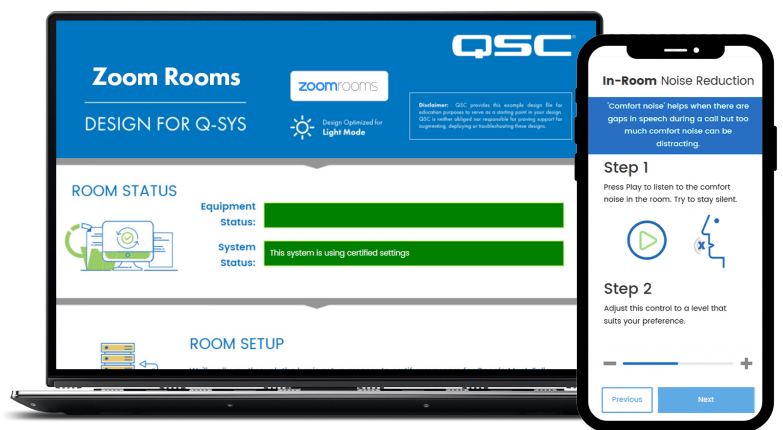 QSC
Zoom Rooms
zoomrooms
DESIGN FOR Q-SYS
Design Optimized for
Light Mode
Disclaimer: QSC provides this example design file for
education purposes to serve as a starting point in your design.
QSC is neither obliged nor responsible for proving support for
augmenting, deploying or troubleshooting these designs.
ROOM STATUS
Equipment
Status:
System
Status:
This system is using certified settings
ROOM SETUP
In-Room Noise Reduction
'Comfort noise' helps when there are
gaps in speech during a call but too
much comfort noise can be
distracting.
Step 1
Press Play to listen to the comfort
noise in the room. Try to stay silent.
x
Step 2
Adjust this control to a level that
suits your preference.
Previous
Next